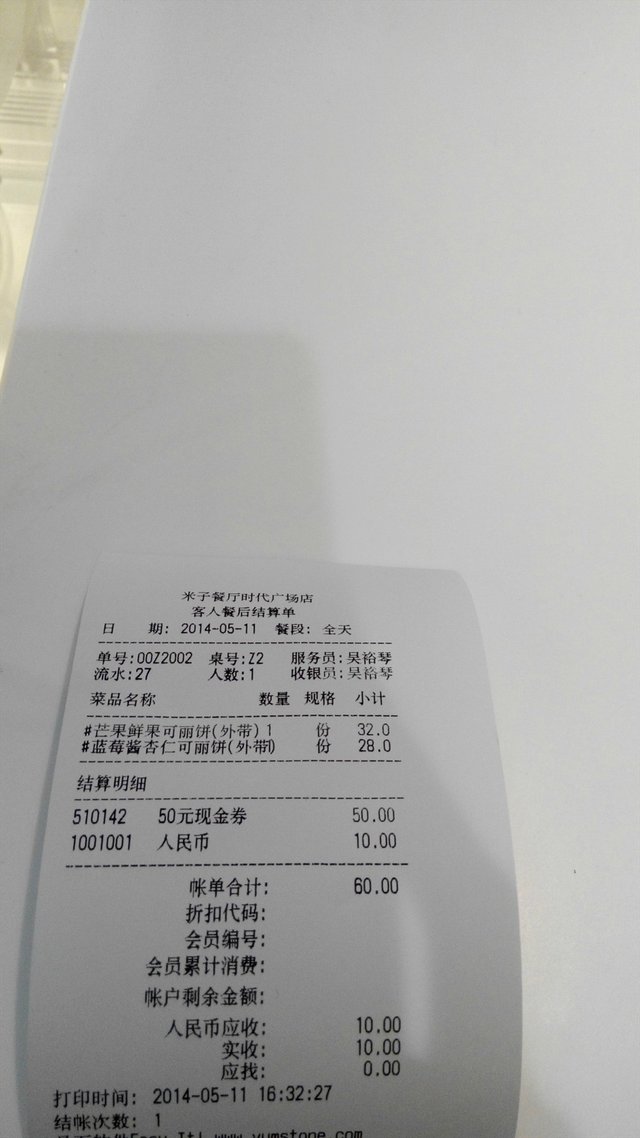 米子餐厅时代广场店
客人餐后结算单
日 期: 2014-05-11 餐段: 全天
单号:00Z2002 桌号:Z2 服务员:吴裕琴
流水:27 人数:1 收银员:吴裕琴
菜品名称 数量 规格 小计
#芒果鲜果可丽饼(外带) 1 份 32.0
#蓝莓酱杏仁可丽饼(外带) 份 28.0
结算明细
510142 50元现金券 50.00
1001001 人民币 10.00
帐单合计: 60.00
折扣代码:
会员编号:
会员累计消费:
帐户剩余金额:
人民币应收: 10.00
实收: 10.00
应找: 0.00
打印时间: 2014-05-11 16:32:27
结帐次数: 1
www.yumstone.com